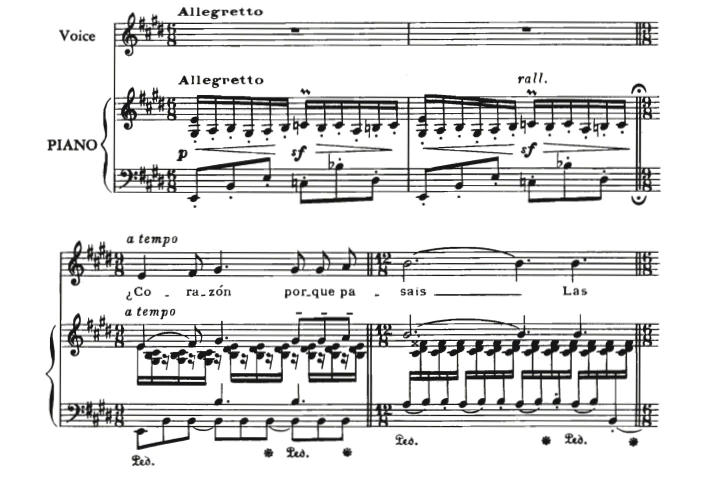 Allegretto
Voice
Allegretto
rall.
PIANO
p sf sf
a tempo
¿Co - ra - zón por - que pa - sais Las
a tempo
Ped. * Ped. * Ped. * Ped. *